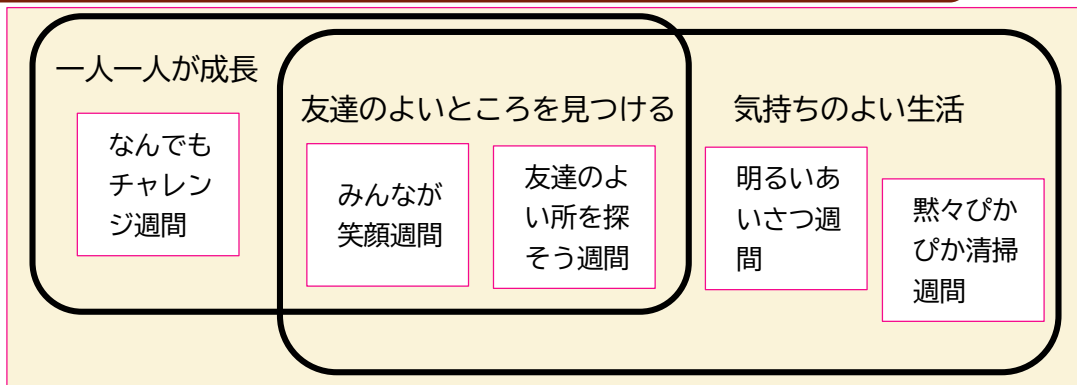 一人一人が成長
なんでも
チャレン
ジ週間
友達のよいところを見つける
みんなが
笑顔週間
友達のよ
い所を探
そう週間
気持ちのよい生活
明るいあ
いさつ週
間
黙々ぴか
ぴか清掃
週間